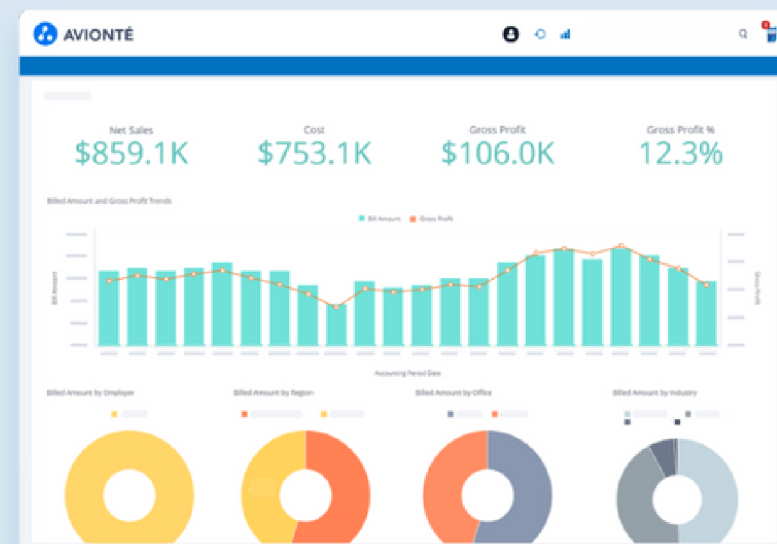 AVIONTÉ
Net Sales
Cost
Gross Profit
Gross Profit %
$859.1K
$753.1K
$106.0K
12.3%
Billed Amount and Gross Profit Trends
Bill Amount
Gross Profit
Bill Amount
Gross Profit
Accounting Period Date
Billed Amount by Employer
Billed Amount by Region
Billed Amount by Office
Billed Amount by Industry